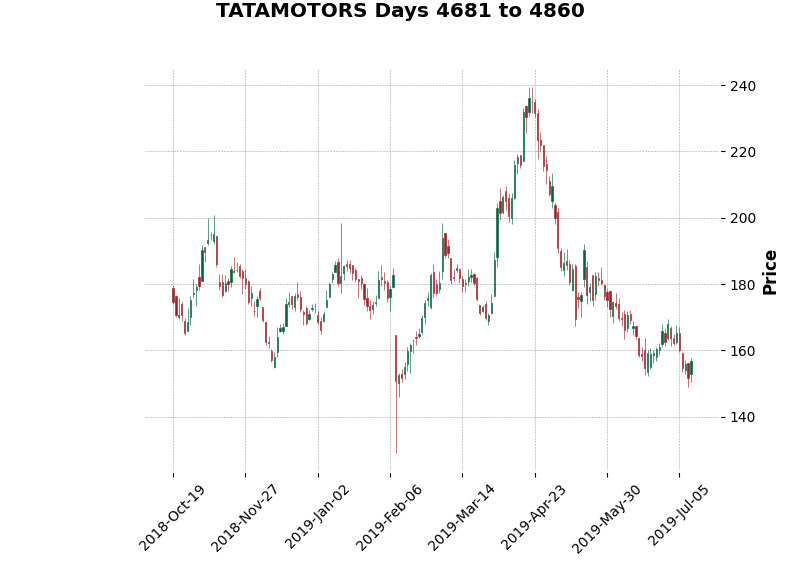 TATAMOTORS Days 4681 to 4860
240
220
200
180
160
140
Price
2018-Oct-19
2018-Nov-27
2019-Jan-02
2019-Feb-06
2019-Mar-14
2019-Apr-23
2019-May-30
2019-Jul-05